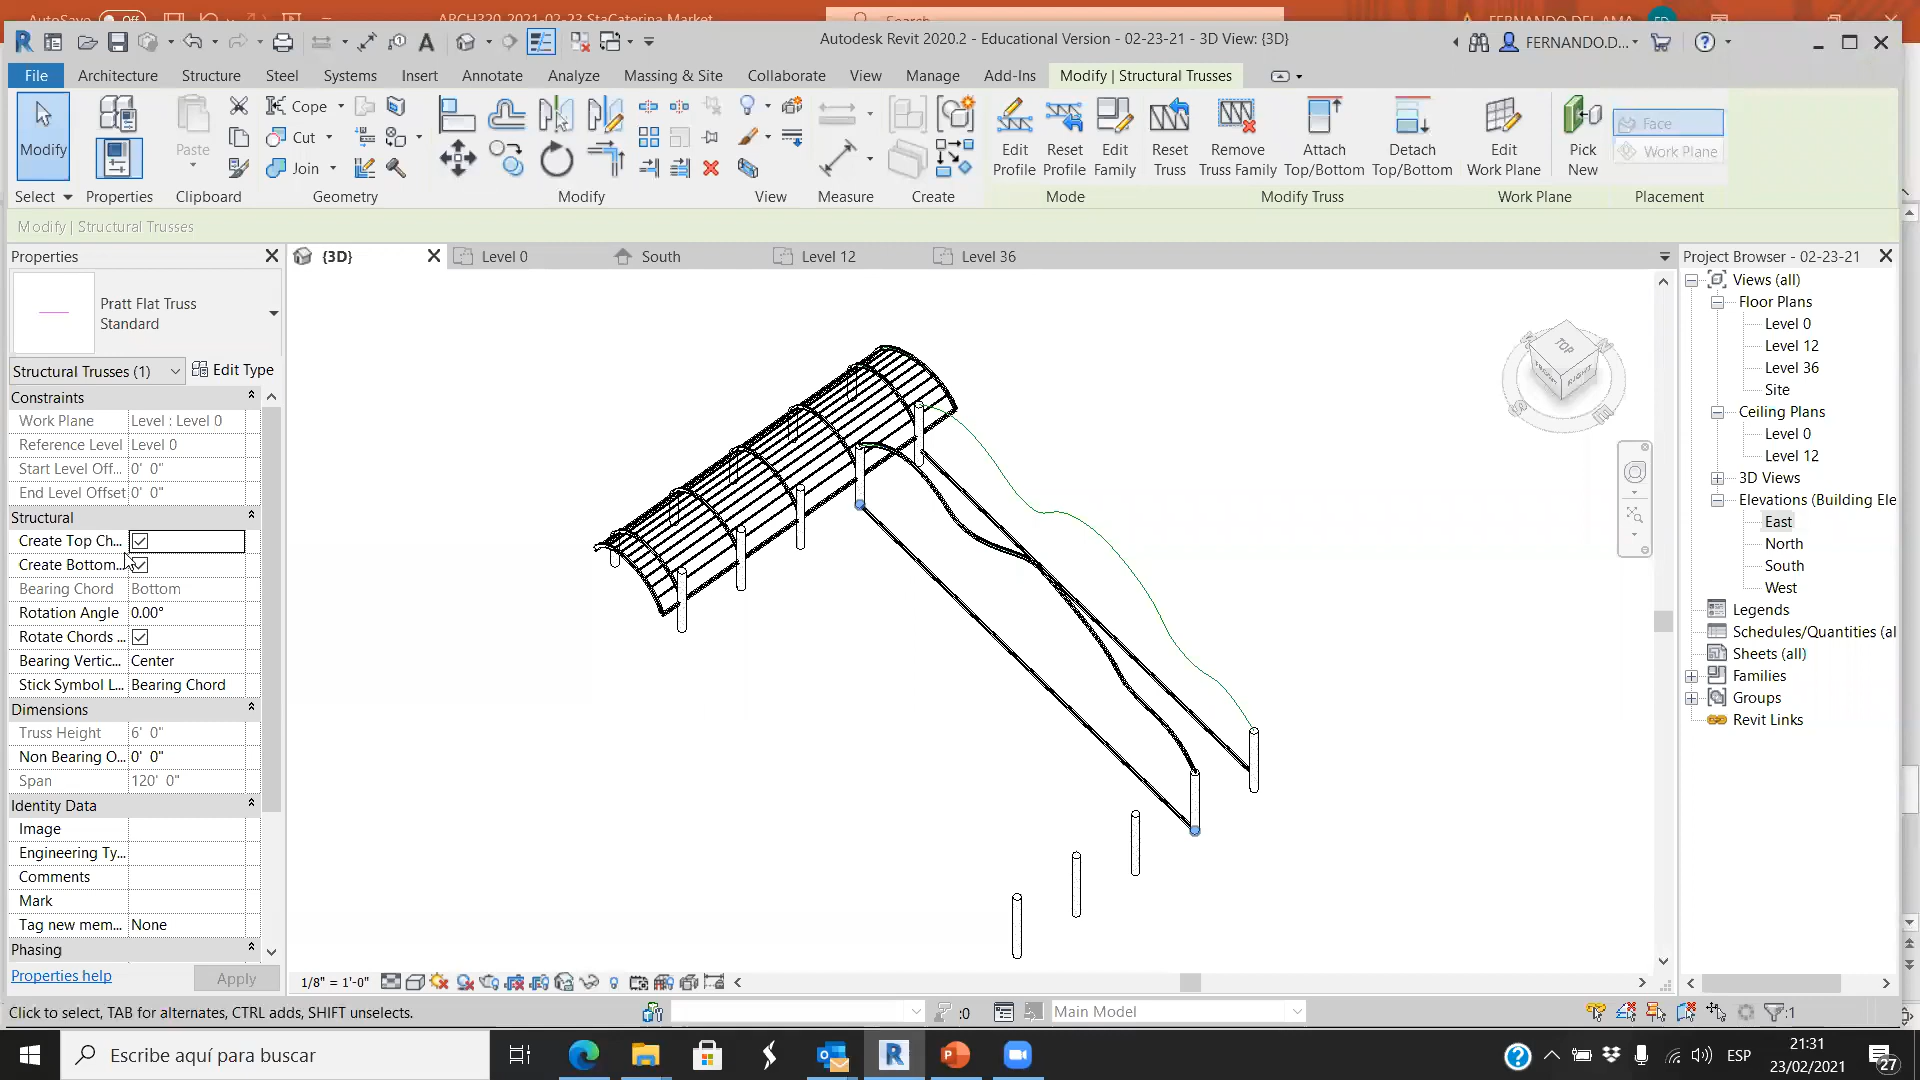 AutoSave Off ARCH320_2021-02-23 StaCaterina Market Search FERNANDO DEL AMA FD
Autodesk Revit 2020.2 - Educational Version - 02-23-21 - 3D View: {3D} FERNANDO.D...
File Architecture Structure Steel Systems Insert Annotate Analyze Massing & Site Collaborate View Manage Add-Ins Modify | Structural Trusses
Cope
Cut
Join
Modify
Paste
Edit Profile
Reset Profile
Edit Family
Reset Truss
Remove Truss Family
Attach Top/Bottom
Detach Top/Bottom
Edit Work Plane
Pick New
Face
Work Plane
Select Properties Clipboard Geometry Modify View Measure Create Mode Modify Truss Work Plane Placement
Modify | Structural Trusses
Properties
{3D} Level 0 South Level 12 Level 36
Project Browser - 02-23-21
Pratt Flat Truss
Standard
Structural Trusses (1) Edit Type
Constraints
Work Plane Level : Level 0
Reference Level Level 0
Start Level Off... 0' 0"
End Level Offset 0' 0"
Structural
Create Top Ch...
Create Bottom...
Bearing Chord Bottom
Rotation Angle 0.00°
Rotate Chords ...
Bearing Vertic... Center
Stick Symbol L... Bearing Chord
Dimensions
Truss Height 6' 0"
Non Bearing O... 0' 0"
Span 120' 0"
Identity Data
Image
Engineering Ty...
Comments
Mark
Tag new mem... None
Phasing
Properties help Apply
TOP
RIGHT
Views (all)
Floor Plans
Level 0
Level 12
Level 36
Site
Ceiling Plans
Level 0
Level 12
3D Views
Elevations (Building Ele
East
North
South
West
Legends
Schedules/Quantities (al
Sheets (all)
Families
Groups
Revit Links
1/8" = 1'-0"
Click to select, TAB for alternates, CTRL adds, SHIFT unselects. :0 Main Model :1
Escribe aquí para buscar
ESP
21:31
23/02/2021
27